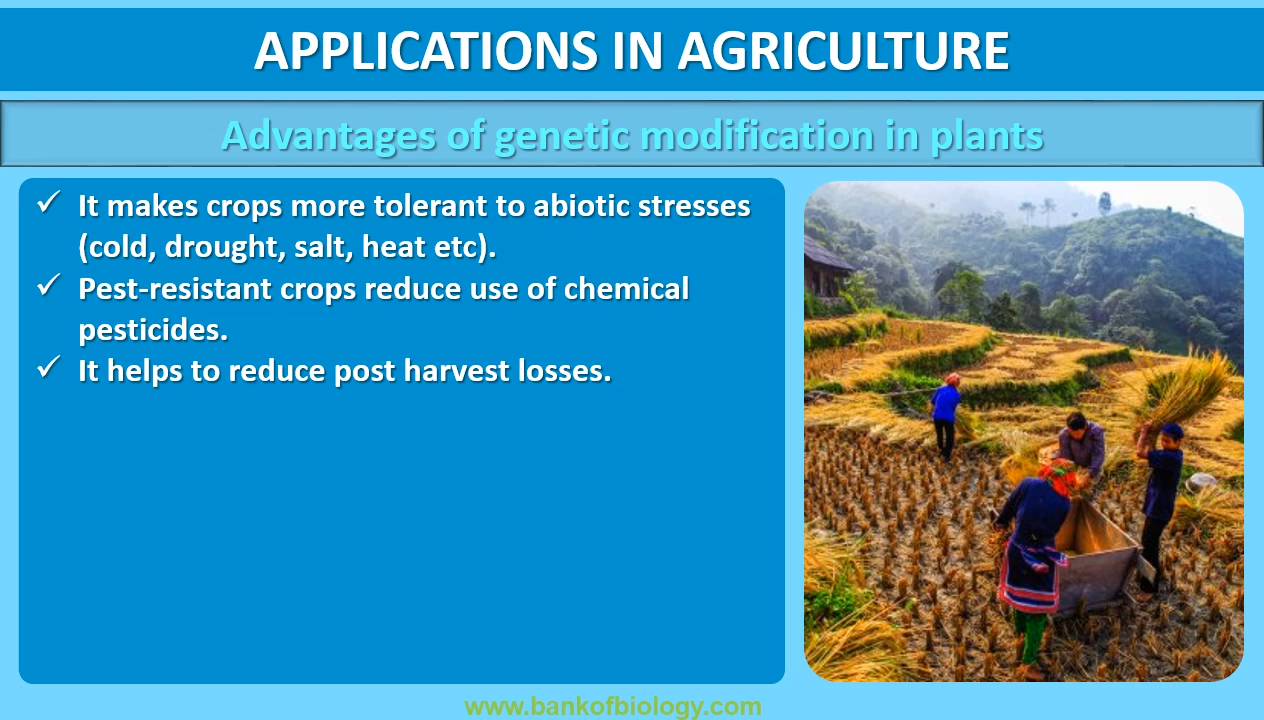 APPLICATIONS IN AGRICULTURE
Advantages of genetic modification in plants
✓ It makes crops more tolerant to abiotic stresses
(cold, drought, salt, heat etc).
✓ Pest-resistant crops reduce use of chemical
pesticides.
✓ It helps to reduce post harvest losses.
www.bankofbiology.com